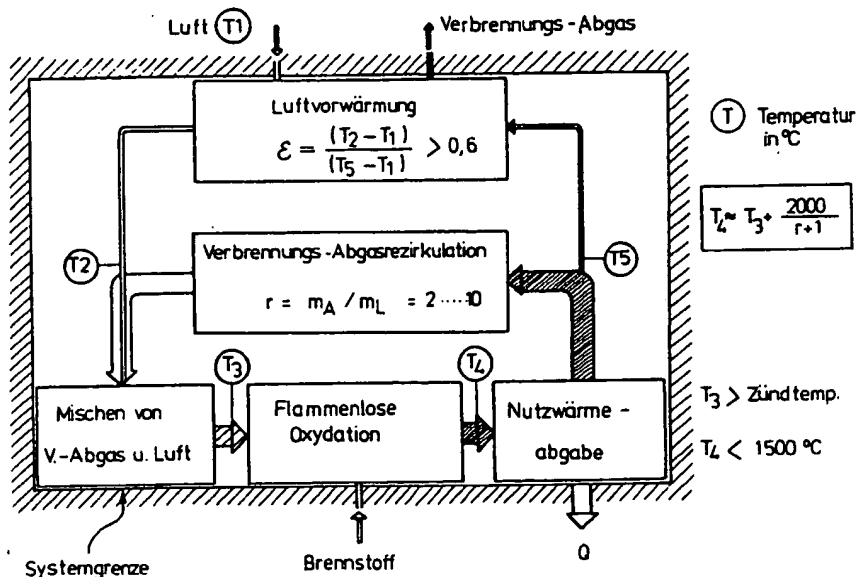 Luft T1
Verbrennungs-Abgas
Luftvorwärmung
ε = (T2 - T1) / (T5 - T1) > 0,6
T Temperatur
in °C
T4 ≈ T3 + 2000 / r+1
T2
Verbrennungs-Abgasrezirkulation
r = mA / mL = 2 ···· 10
T5
T3
T4
Mischen von
V.-Abgas u. Luft
Flammenlose
Oxydation
Nutzwärme-
abgabe
T3 > Zündtemp.
T4 < 1500 °C
Systemgrenze
Brennstoff
Q